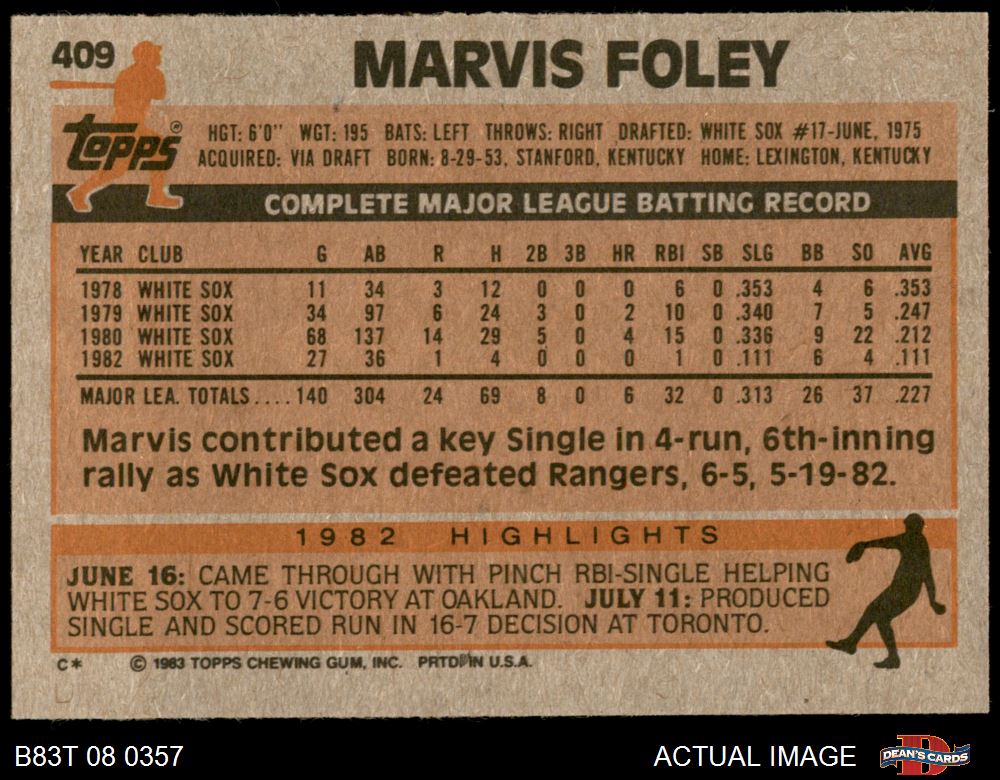 409
MARVIS FOLEY
topps®
HGT: 6'0" WGT: 195 BATS: LEFT THROWS: RIGHT DRAFTED: WHITE SOX #17-JUNE, 1975
ACQUIRED: VIA DRAFT BORN: 8-29-53, STANFORD, KENTUCKY HOME: LEXINGTON, KENTUCKY
COMPLETE MAJOR LEAGUE BATTING RECORD
YEAR CLUB G AB R H 2B 3B HR RBI SB SLG BB SO AVG
1978 WHITE SOX 11 34 3 12 0 0 0 6 0 .353 4 6 .353
1979 WHITE SOX 34 97 6 24 3 0 2 10 0 .340 7 5 .247
1980 WHITE SOX 68 137 14 29 5 0 4 15 0 .336 9 22 .212
1982 WHITE SOX 27 36 1 4 0 0 0 1 0 .111 6 4 .111
MAJOR LEA. TOTALS....140 304 24 69 8 0 6 32 0 .313 26 37 .227
Marvis contributed a key Single in 4-run, 6th-inning
rally as White Sox defeated Rangers, 6-5, 5-19-82.
1982 HIGHLIGHTS
JUNE 16: CAME THROUGH WITH PINCH RBI-SINGLE HELPING
WHITE SOX TO 7-6 VICTORY AT OAKLAND. JULY 11: PRODUCED
SINGLE AND SCORED RUN IN 16-7 DECISION AT TORONTO.
C* © 1983 TOPPS CHEWING GUM, INC. PRTD. IN U.S.A.
B83T 08 0357 ACTUAL IMAGE DEAN'S CARDS